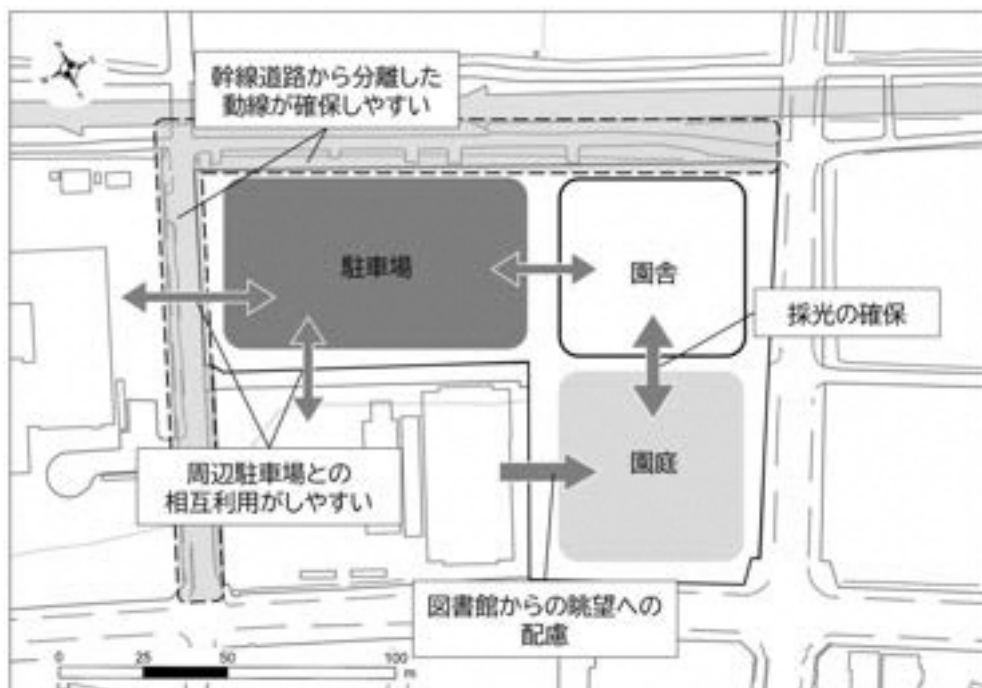 幹線道路から分離した
動線が確保しやすい
駐車場
園舎
採光の確保
園庭
周辺駐車場との
相互利用がしやすい
図書館からの眺望への
配慮
0 25 50 100
m